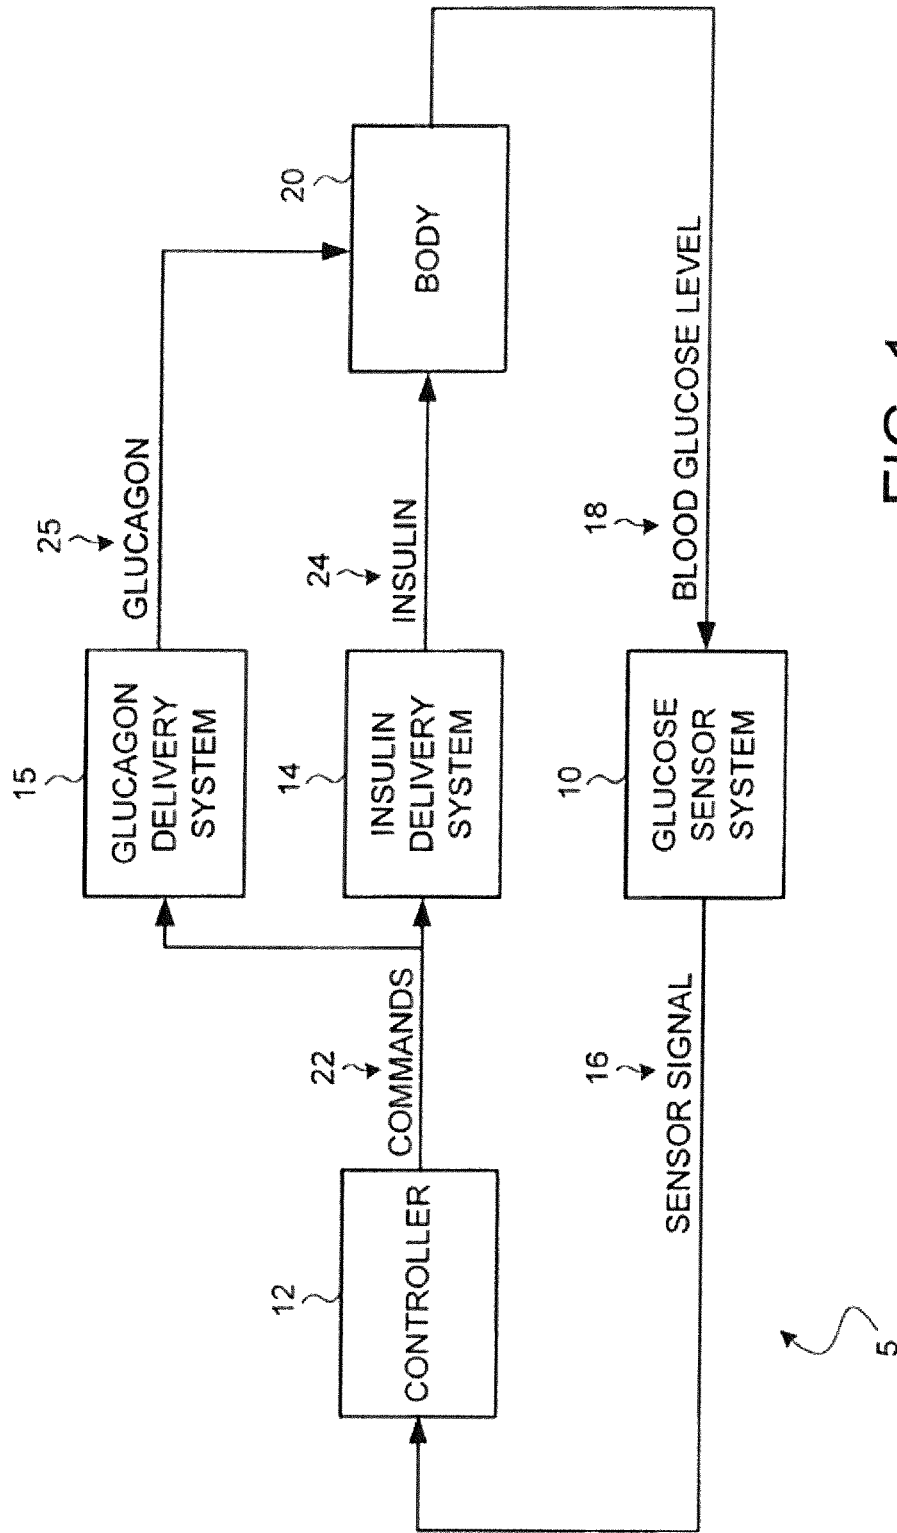 25
GLUCAGON
15
GLUCAGON
DELIVERY
SYSTEM
20
BODY
22
COMMANDS
14
INSULIN
DELIVERY
SYSTEM
24
INSULIN
12
CONTROLLER
16
SENSOR SIGNAL
10
GLUCOSE
SENSOR
SYSTEM
18
BLOOD GLUCOSE LEVEL
5
FIG. 1